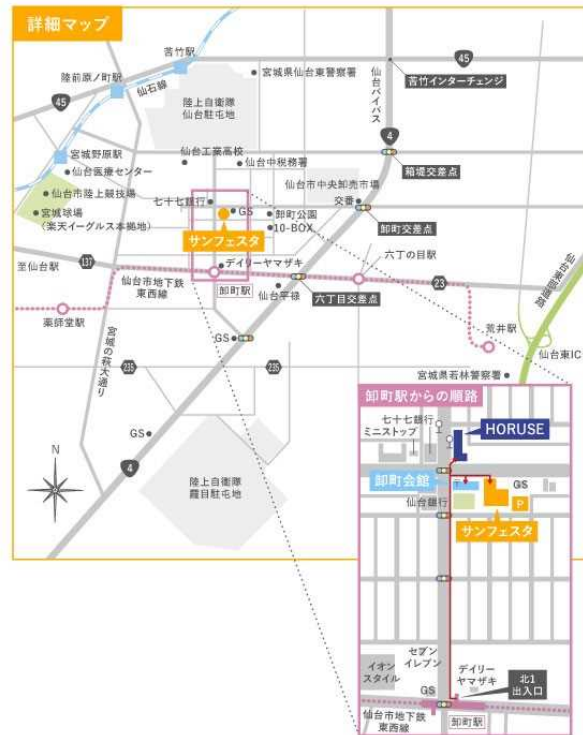 詳細マップ
苦竹駅
陸前原ノ町駅
仙石線
45
宮城県仙台東警察署
陸上自衛隊
仙台駐屯地
仙台バイパス
45
苦竹インターチェンジ
4
宮城野原駅
仙台医療センター
仙台工業高校
仙台中税務署
箱堤交差点
仙台市陸上競技場
宮城球場
(楽天イーグルス本拠地)
七十七銀行
GS
卸町公園
10-BOX
仙台市中央卸売市場
交番
卸町交差点
サンフェスタ
至仙台駅
137
デイリーヤマザキ
六丁の目駅
仙台市地下鉄
東西線
卸町駅
仙台平禄
六丁目交差点
23
仙台東部道路
薬師堂駅
宮城の萩大通り
GS
荒井駅
仙台東IC
235
235
宮城県若林警察署
GS
N
4
陸上自衛隊
霞目駐屯地
卸町駅からの順路
七十七銀行
ミニストップ
HORUSE
卸町会館
GS
仙台銀行
P
サンフェスタ
セブン
イレブン
イオン
スタイル
デイリー
ヤマザキ
GS
北1
出入口
仙台市地下鉄
東西線
卸町駅